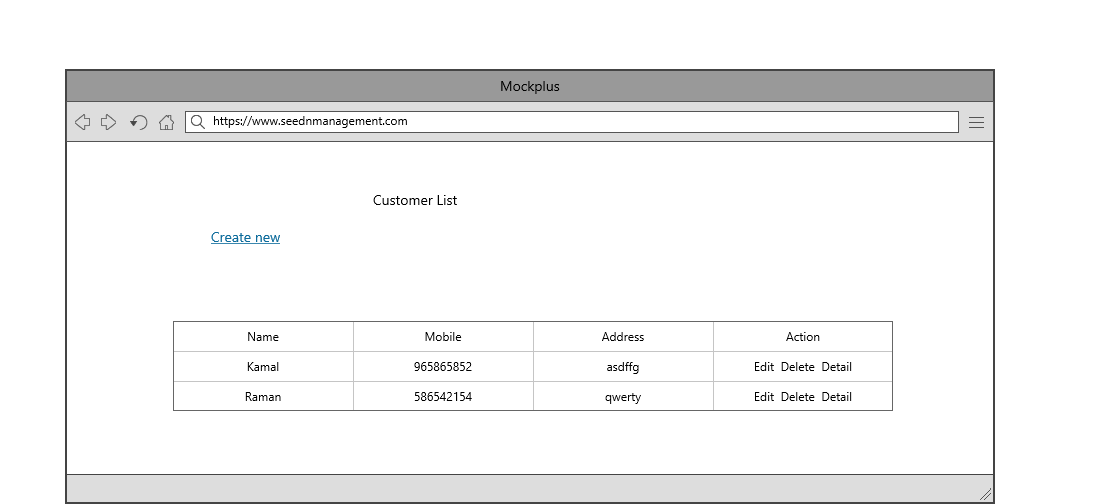 Mockplus
https://www.seednmanagement.com
Customer List
Create new
Name Mobile Address Action
Kamal 965865852 asdffg Edit Delete Detail
Raman 586542154 qwerty Edit Delete Detail